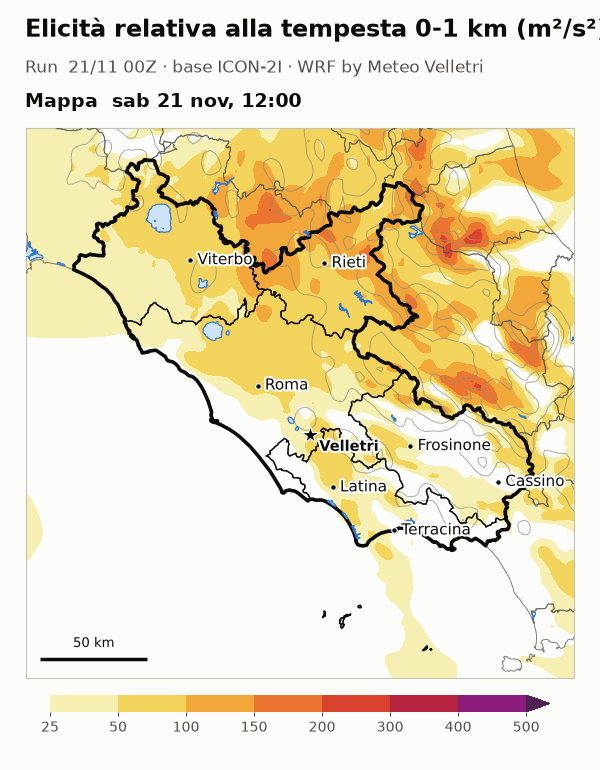 Elicità relativa alla tempesta 0-1 km (m²/s²)
Run  21/11 00Z · base ICON-2I · WRF by Meteo Velletri
Mappa  sab 21 nov, 12:00
Viterbo
Rieti
Roma
Velletri
Frosinone
Latina
Cassino
Terracina
50 km
25 50 100 150 200 300 400 500